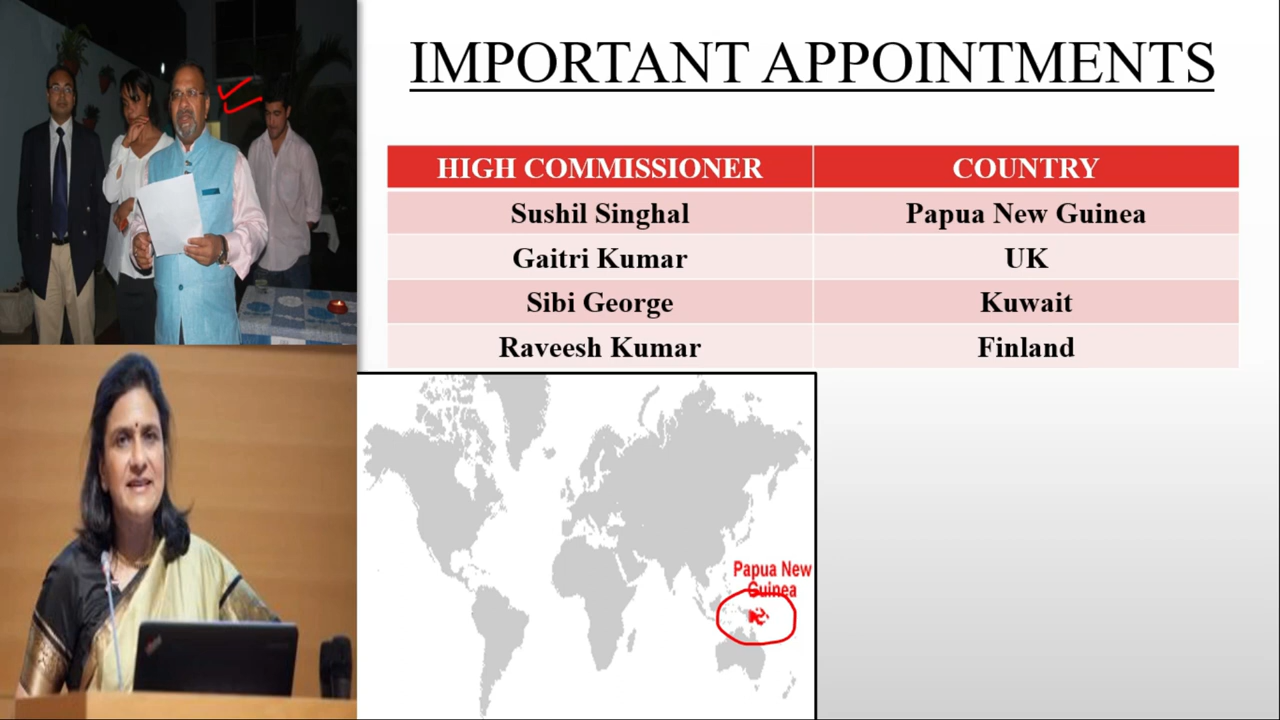 IMPORTANT APPOINTMENTS
HIGH COMMISSIONER COUNTRY
Sushil Singhal Papua New Guinea
Gaitri Kumar UK
Sibi George Kuwait
Raveesh Kumar Finland
Papua New
Guinea